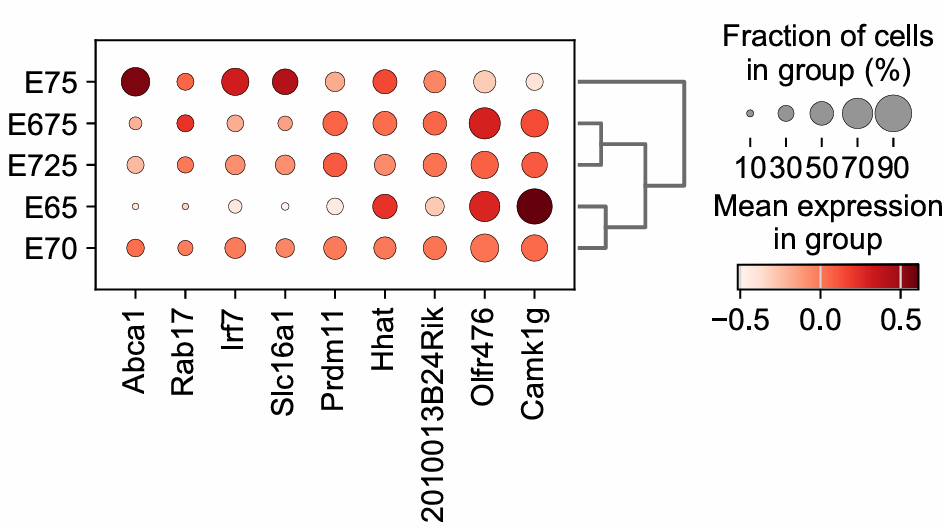 E75
E675
E725
E65
E70
Abca1
Rab17
Irf7
Slc16a1
Prdm11
Hhat
2010013B24Rik
Olfr476
Camk1g
Fraction of cells
in group (%)
10 30 50 70 90
Mean expression
in group
−0.5 0.0 0.5